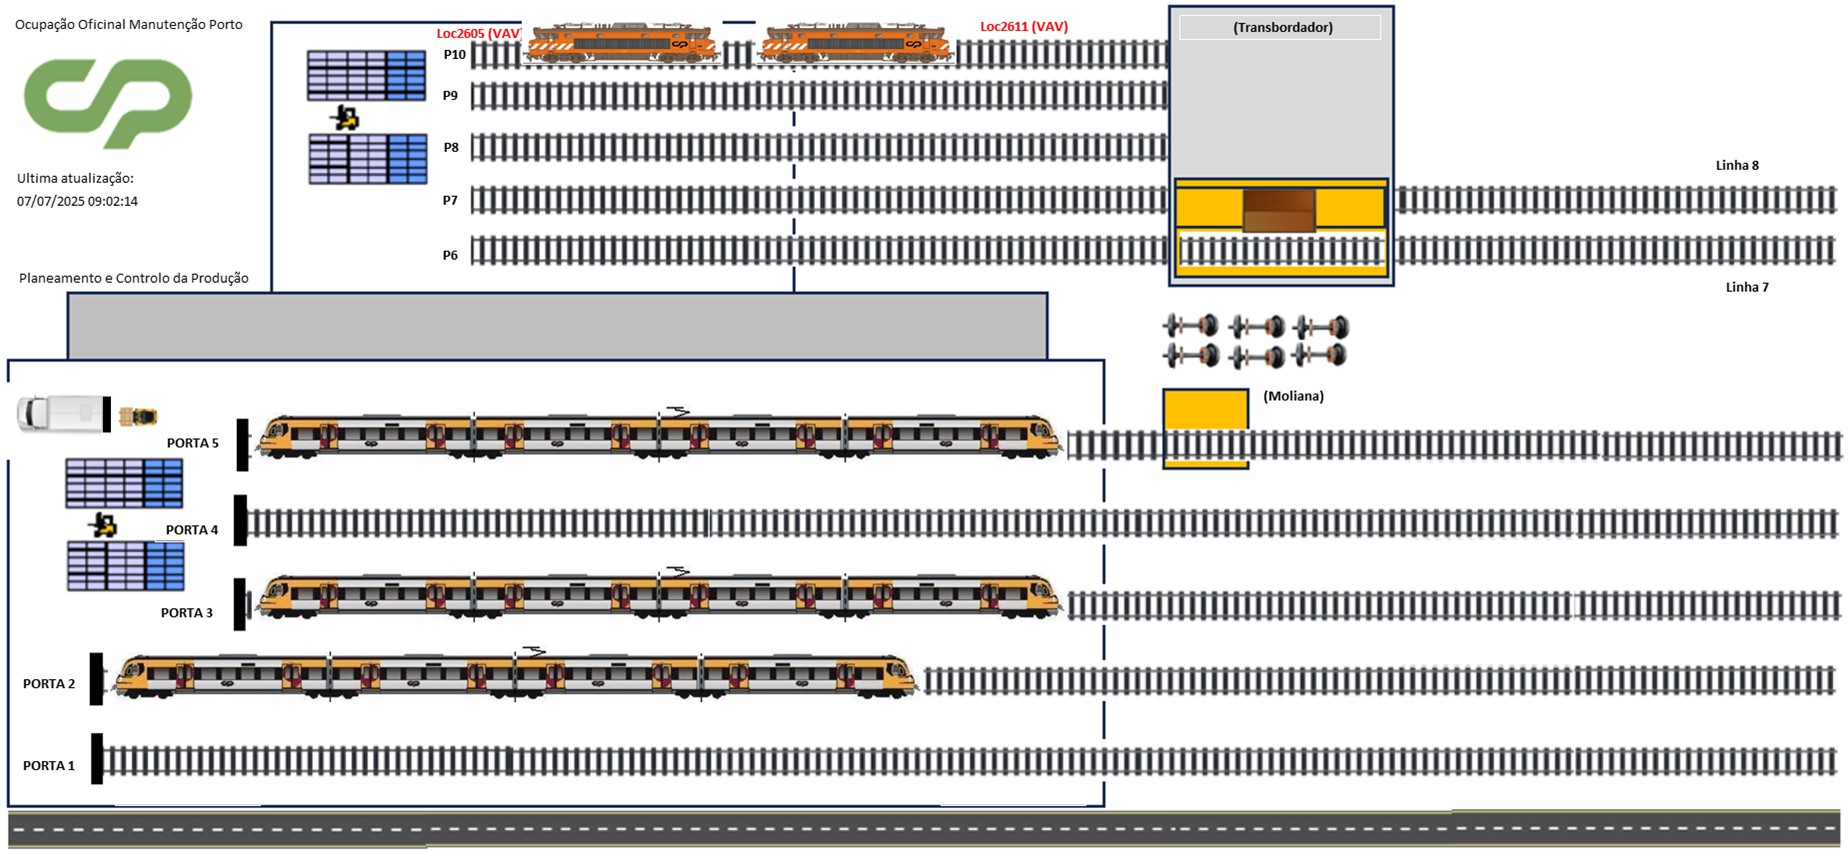 Ocupação Oficinal Manutenção Porto
Loc2605 (VAV)
Loc2611 (VAV)
(Transbordador)
P10
P9
P8
Linha 8
Ultima atualização:
07/07/2025 09:02:14
P7
P6
Planeamento e Controlo da Produção
Linha 7
(Moliana)
PORTA 5
PORTA 4
PORTA 3
PORTA 2
PORTA 1